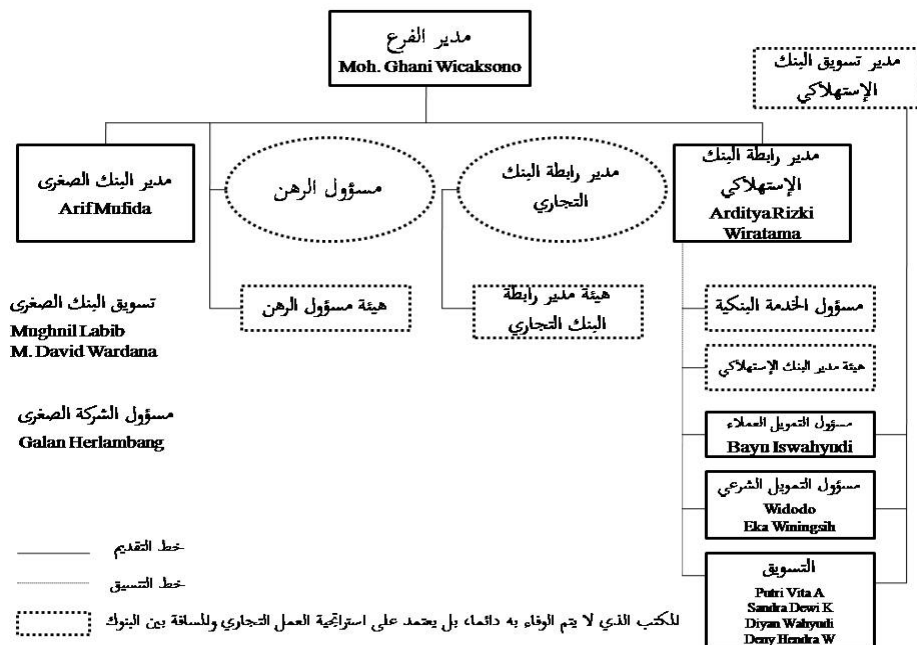 مدير الفرع
Moh. Ghani Wicaksono
مدير تسويق البنك
الإستهلاكي
مدير البنك الصغرى
Arif Mufida
مسؤول الرهن
مدير رابطة البنك
التجاري
مدير رابطة البنك
الإستهلاكي
Arditya Rizki
Wiratama
تسويق البنك الصغرى
Mughnil Labib
M. David Wardana
هيئة مسؤول الرهن
هيئة مدير رابطة
البنك التجاري
مسؤول الخدمة البنكية
هيئة مدير البنك الإستهلاكي
مسؤول الشركة الصغرى
Galan Herlambang
مسؤول التمويل العملاء
Bayu Iswahyudi
مسؤول التمويل الشرعي
Widodo
Eka Winingsih
التسويق
Putri Vita A
Sandra Dewi K
Diyan Wahyudi
Deny Hendra W
خط التقديم
خط التنسيق
المكتب الذي لا يتم الوفاء به دائما، بل يعتمد على استراتجية العمل التجاري والمسافة بين البنوك